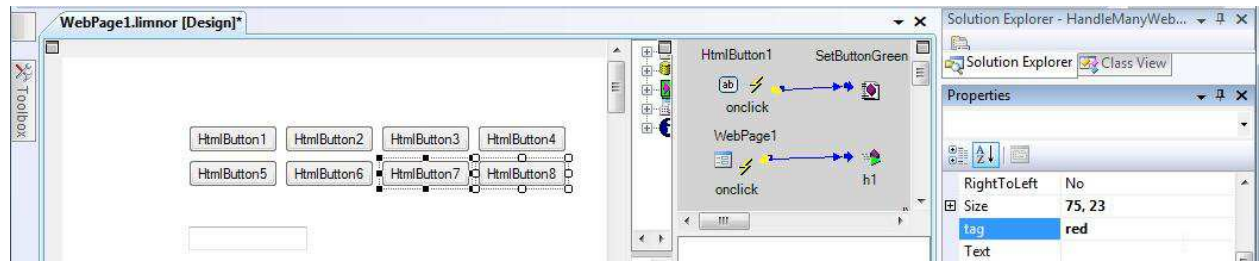 WebPage1.limnor [Design]*
Toolbox
HtmlButton1 HtmlButton2 HtmlButton3 HtmlButton4
HtmlButton5 HtmlButton6 HtmlButton7 HtmlButton8
HtmlButton1 SetButtonGreen
ab
onclick
WebPage1
onclick
h1
Solution Explorer - HandleManyWeb...
Solution Explorer Class View
Properties
RightToLeft No
Size 75, 23
tag red
Text